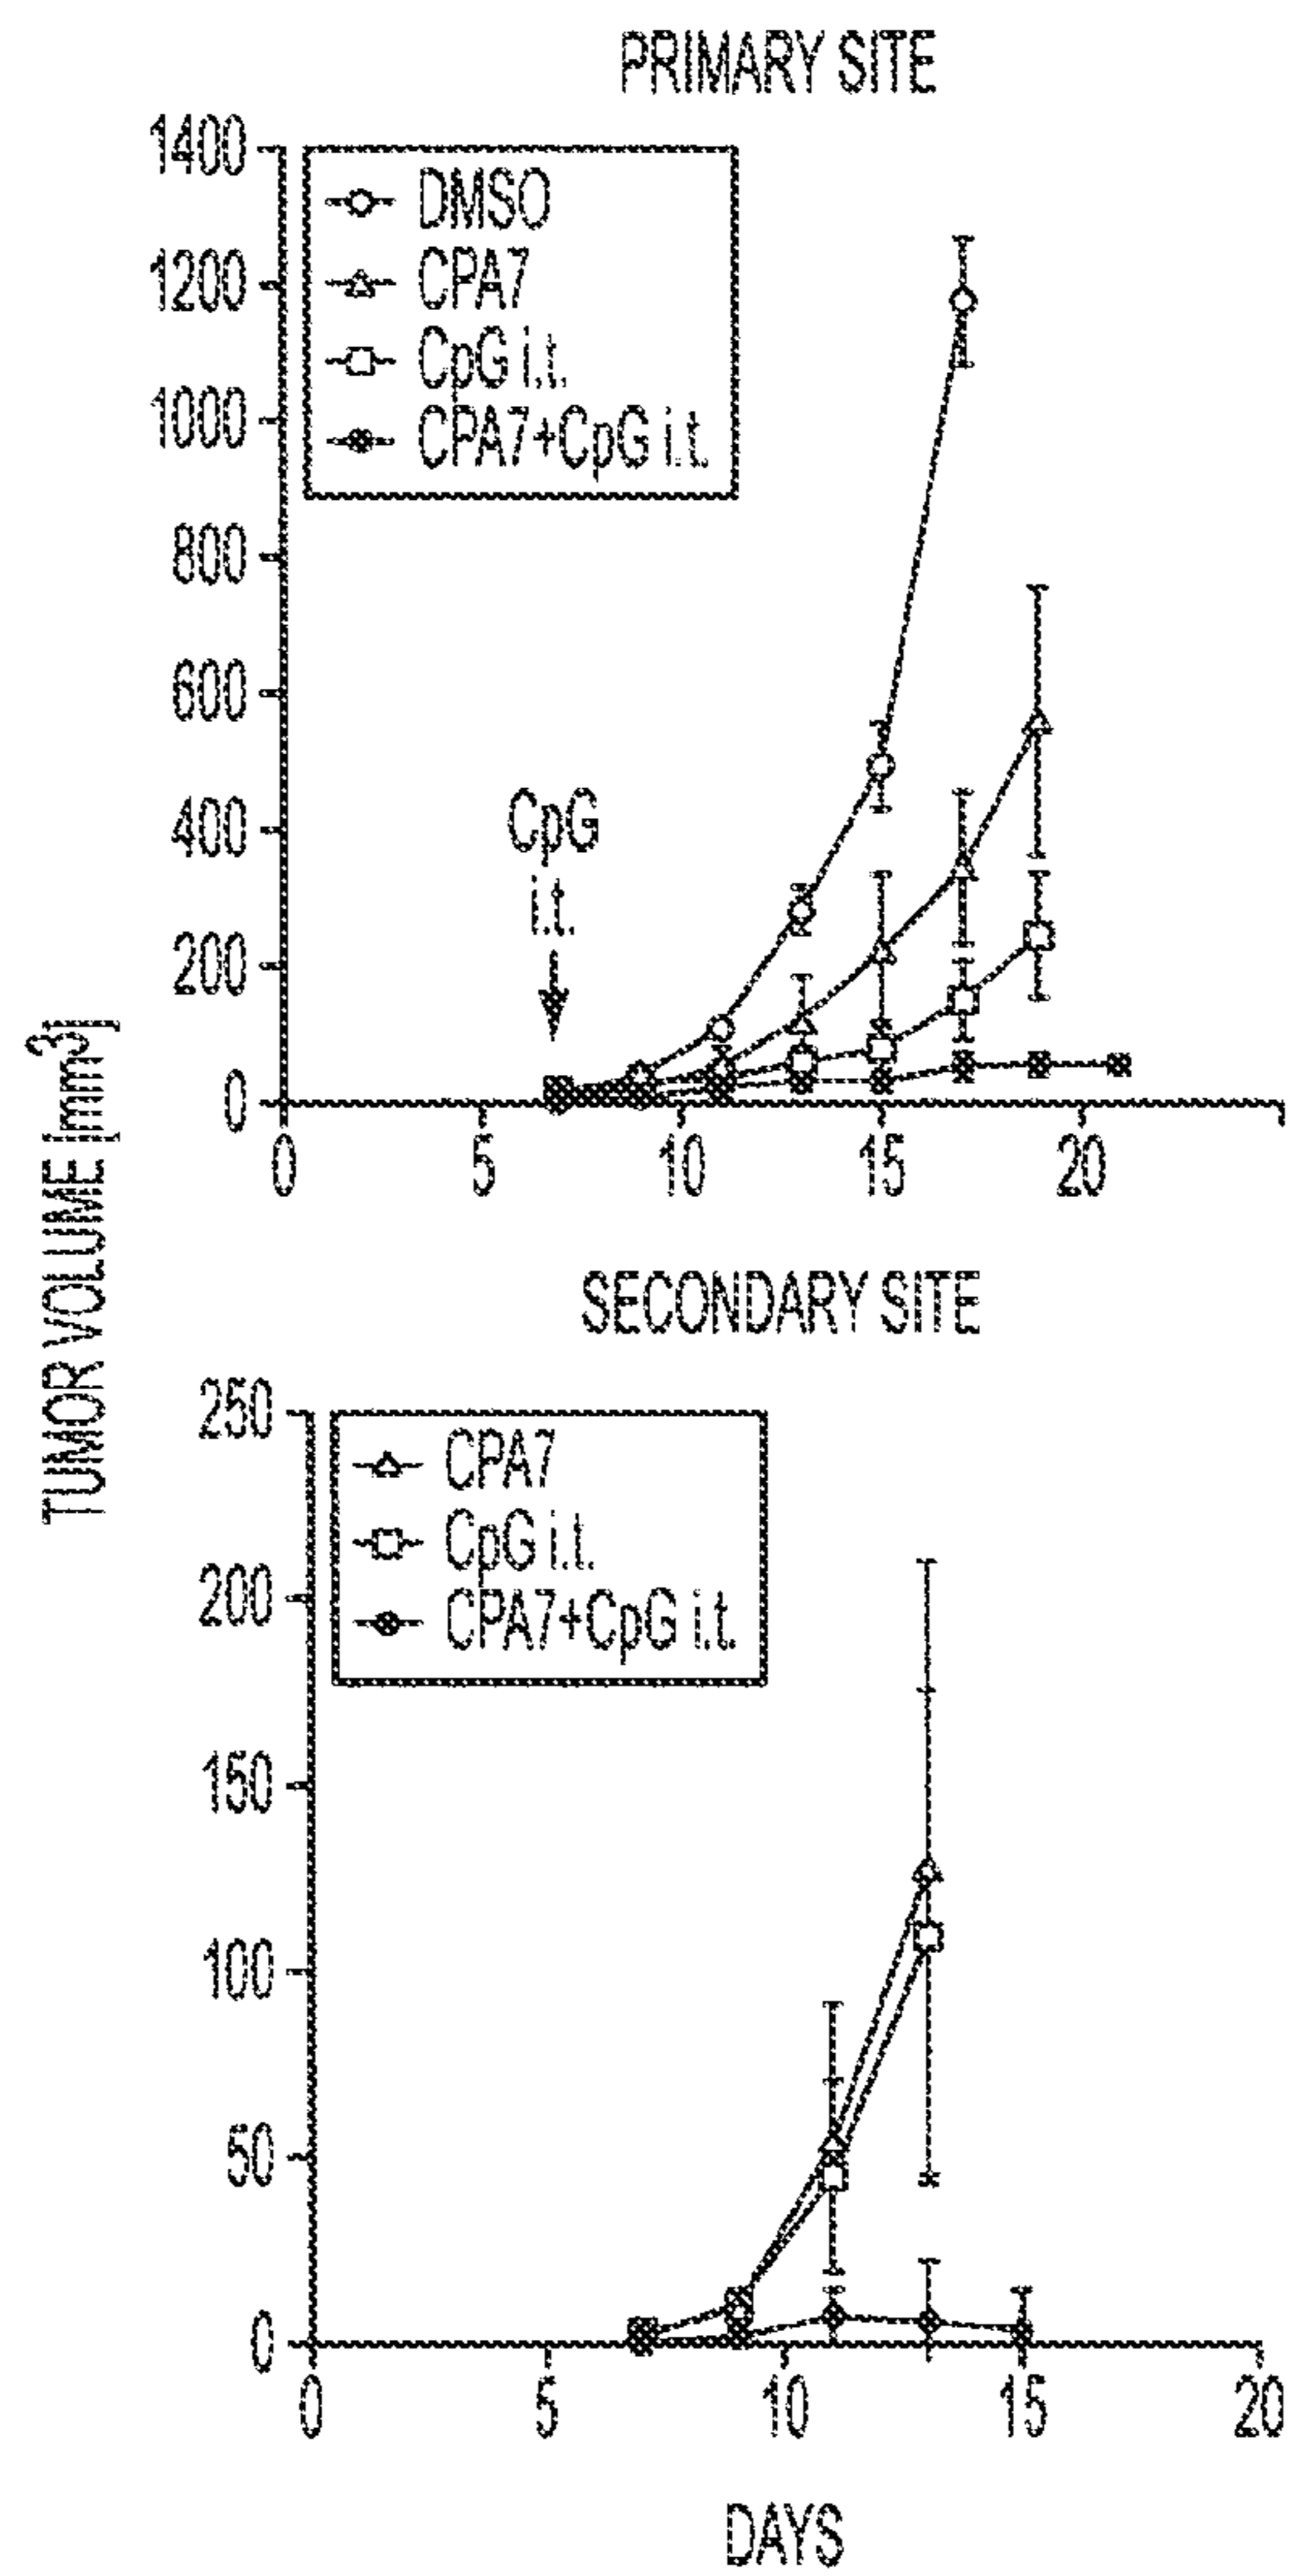 PRIMARY SITE
1400
1200
1000
800
600
400
200
0
DMSO
CPA7
CpG i.t.
CPA7+CpG i.t.
CpG
i.t.
0 5 10 15 20
TUMOR VOLUME [mm³]
SECONDARY SITE
250
200
150
100
50
0
CPA7
CpG i.t.
CPA7+CpG i.t.
0 5 10 15 20
DAYS